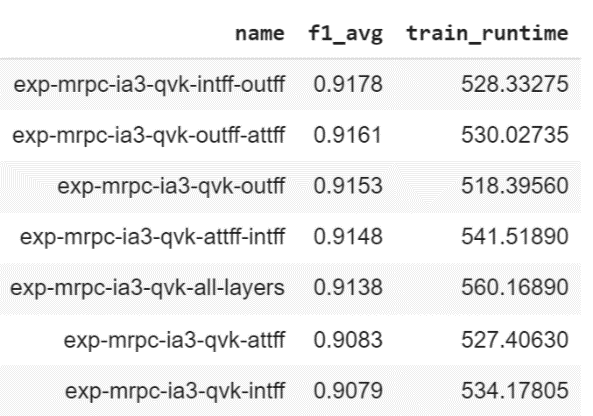 name f1_avg train_runtime
exp-mrpc-ia3-qvk-intff-outff 0.9178 528.33275
exp-mrpc-ia3-qvk-outff-attff 0.9161 530.02735
exp-mrpc-ia3-qvk-outff 0.9153 518.39560
exp-mrpc-ia3-qvk-attff-intff 0.9148 541.51890
exp-mrpc-ia3-qvk-all-layers 0.9138 560.16890
exp-mrpc-ia3-qvk-attff 0.9083 527.40630
exp-mrpc-ia3-qvk-intff 0.9079 534.17805